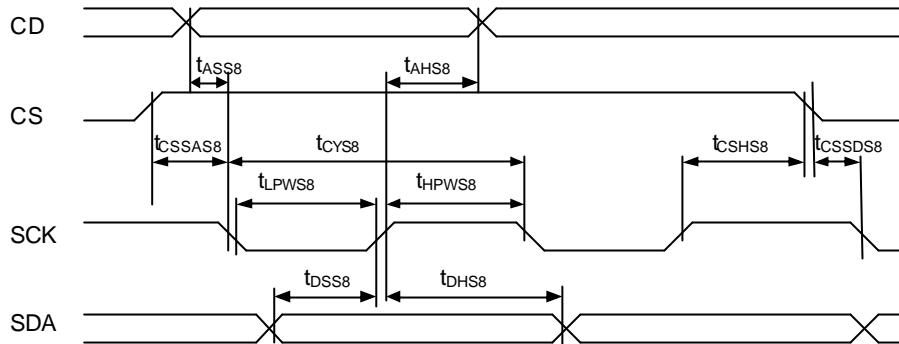 CD
tASS8 tAHS8
CS
tCSSAS8 tCYS8 tCSHS8 tCSSDS8
tLPWS8 tHPWS8
SCK
tDSS8 tDHS8
SDA